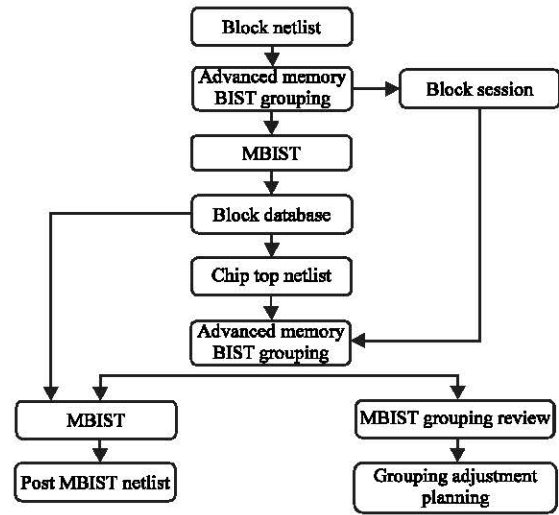 Block netlist
Advanced memory
BIST grouping
Block session
MBIST
Block database
Chip top netlist
Advanced memory
BIST grouping
MBIST
MBIST grouping review
Post MBIST netlist
Grouping adjustment
planning